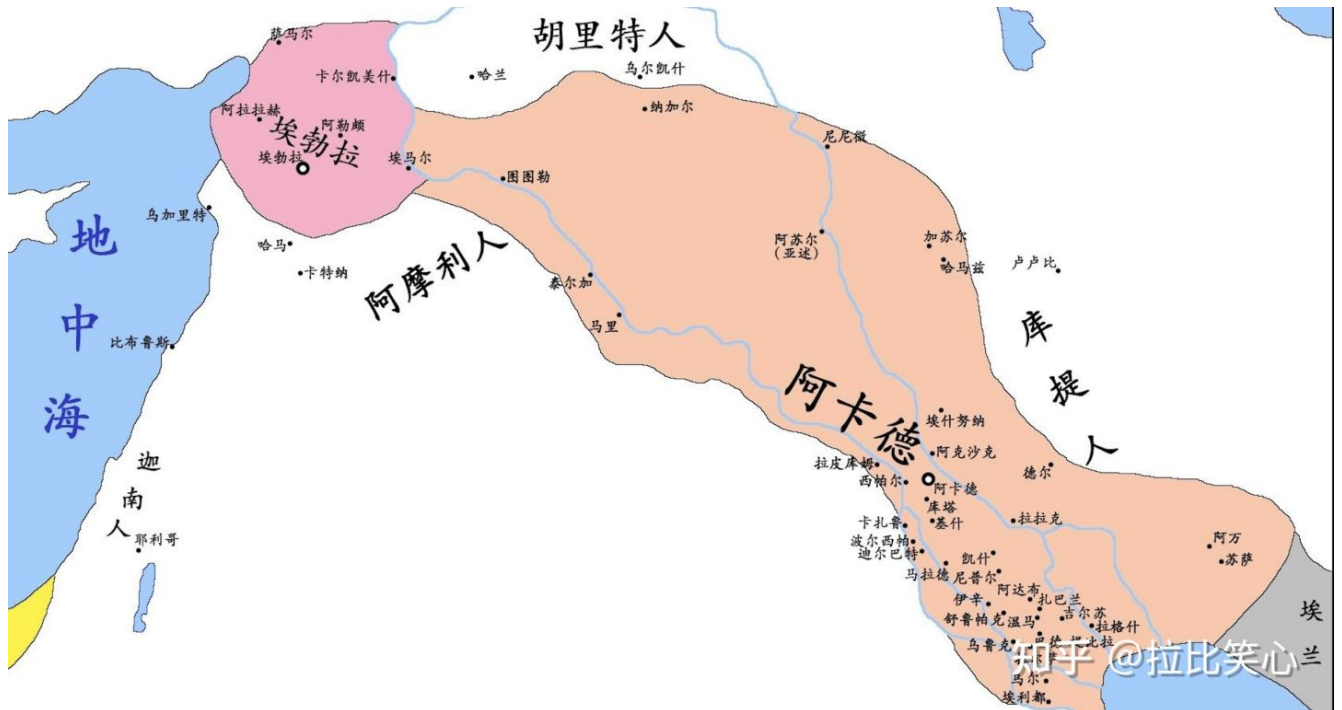 萨马尔
胡里特人
卡尔凯美什
哈兰
乌尔凯什
阿拉拉赫
纳加尔
阿勒颇
埃勃拉
埃勃拉
埃马尔
尼尼微
图图勒
乌加里特
地中海
哈马
卡特纳
阿摩利人
阿苏尔
(亚述)
加苏尔
哈马兹
卢卢比
泰尔加
马里
库提人
比布鲁斯
阿卡德
埃什努纳
阿克沙克
拉皮库姆
西帕尔
德尔
阿卡德
库塔
基什
卡扎鲁
拉拉克
迦南人
耶利哥
波尔西帕
迪尔巴特
阿万
苏萨
凯什
马拉德
尼普尔
阿达布
伊辛
扎巴兰
舒鲁帕克
温马
吉尔苏
拉格什
乌鲁克
埃兰
知乎 @拉比笑心
埃利都